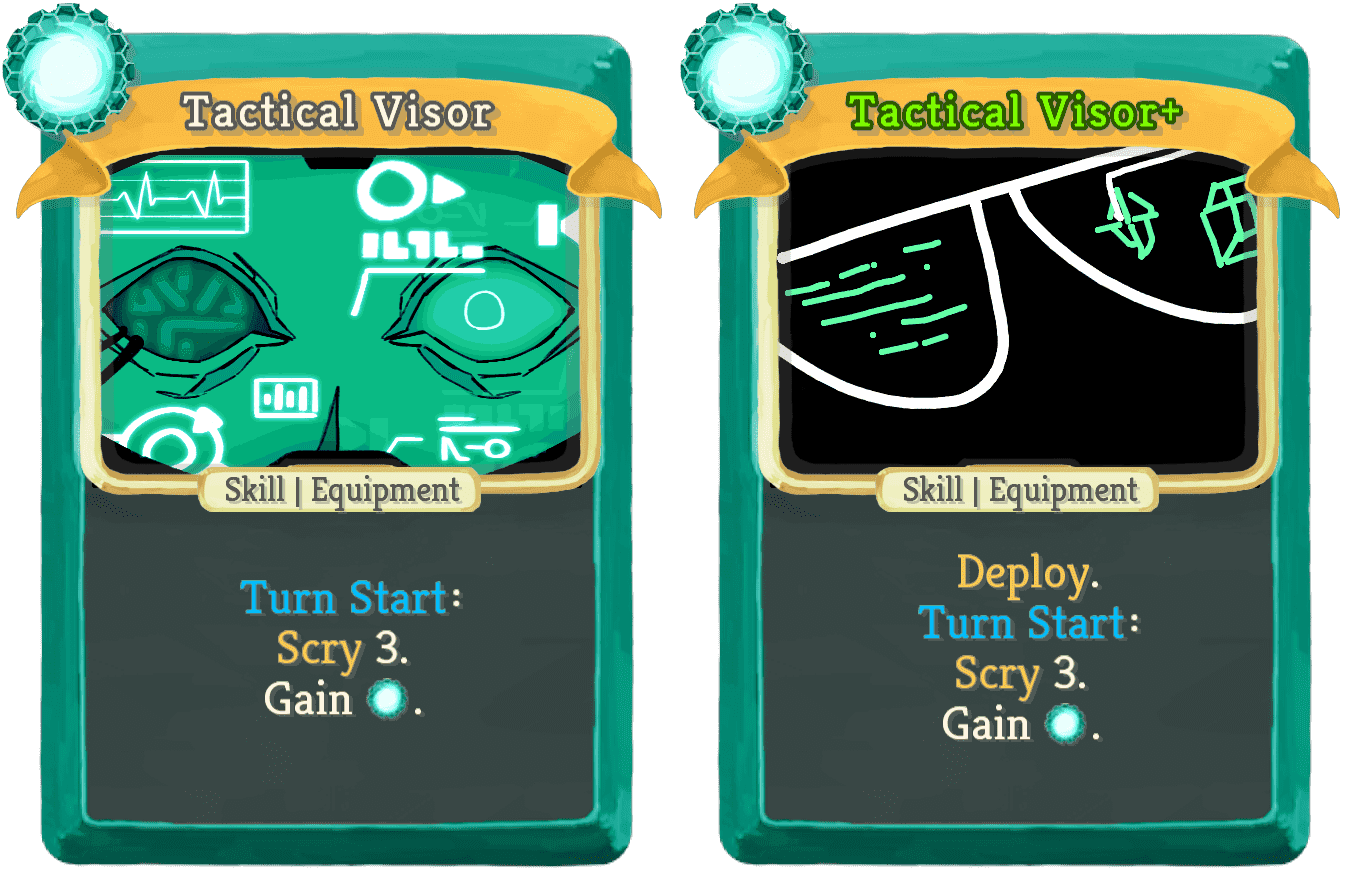 Tactical Visor
Skill | Equipment
Turn Start:
Scry 3.
Gain .
Tactical Visor+
Skill | Equipment
Deploy.
Turn Start:
Scry 3.
Gain .